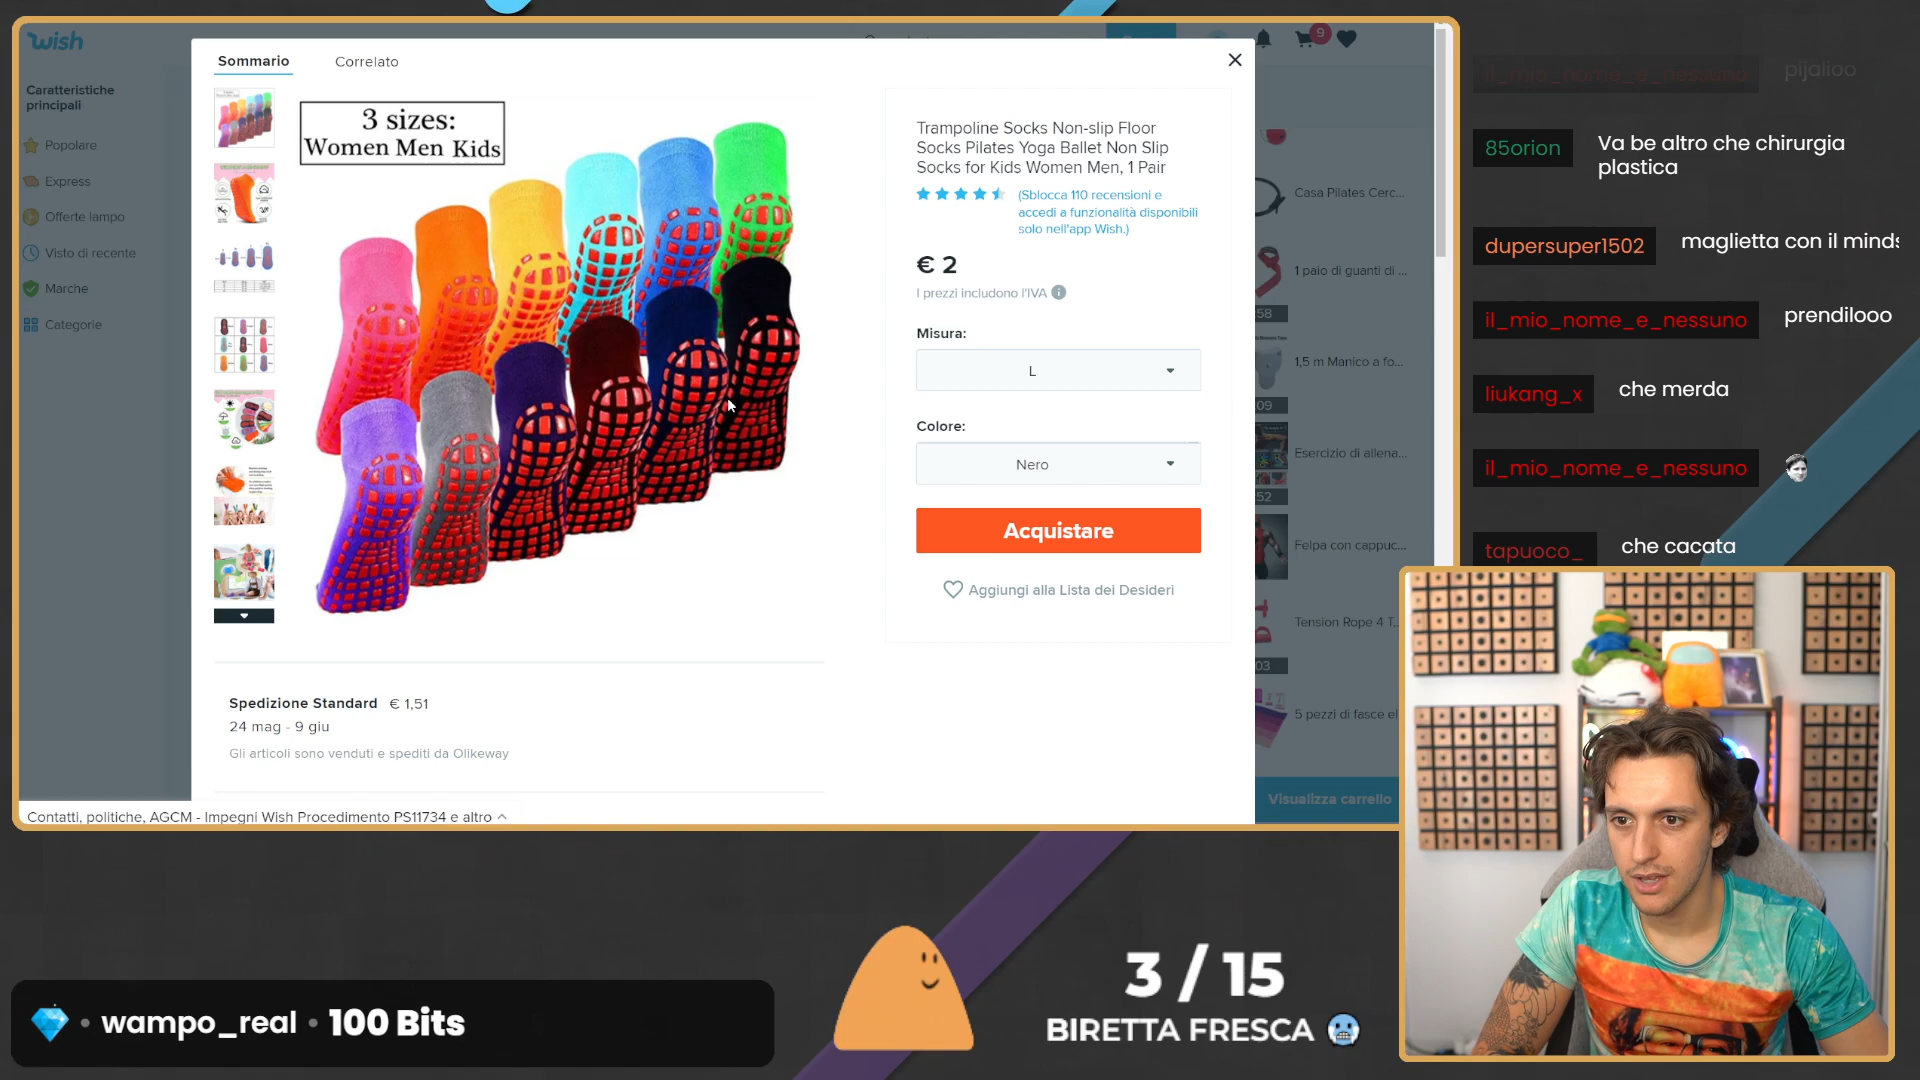 wish
Sommario
Correlato
9
Caratteristiche
principali
Popolare
Express
Offerte lampo
Visto di recente
Marche
Categorie
3 sizes:
Women Men Kids
Trampoline Socks Non-slip Floor
Socks Pilates Yoga Ballet Non Slip
Socks for Kids Women Men, 1 Pair
(Sblocca 110 recensioni e
accedi a funzionalità disponibili
solo nell'app Wish.)
€ 2
I prezzi includono l'IVA
Misura:
L
Colore:
Nero
Acquistare
Aggiungi alla Lista dei Desideri
Spedizione Standard € 1,51
24 mag - 9 giu
Gli articoli sono venduti e spediti da Olikeway
Contatti, politiche, AGCM - Impegni Wish Procedimento PS11734 e altro
Casa Pilates Cerc...
1 paio di guanti di ...
58
1,5 m Manico a fo...
09
Esercizio di allena...
52
Felpa con cappuc...
Tension Rope 4 T...
03
5 pezzi di fasce el
Visualizza carrello
il_mio_nome_e_nessuno pijalioo
85orion Va be altro che chirurgia
plastica
dupersuper1502 maglietta con il minds
il_mio_nome_e_nessuno prendilooo
liukang_x che merda
il_mio_nome_e_nessuno
tapuoco_ che cacata
wampo_real • 100 Bits
3 / 15
BIRETTA FRESCA